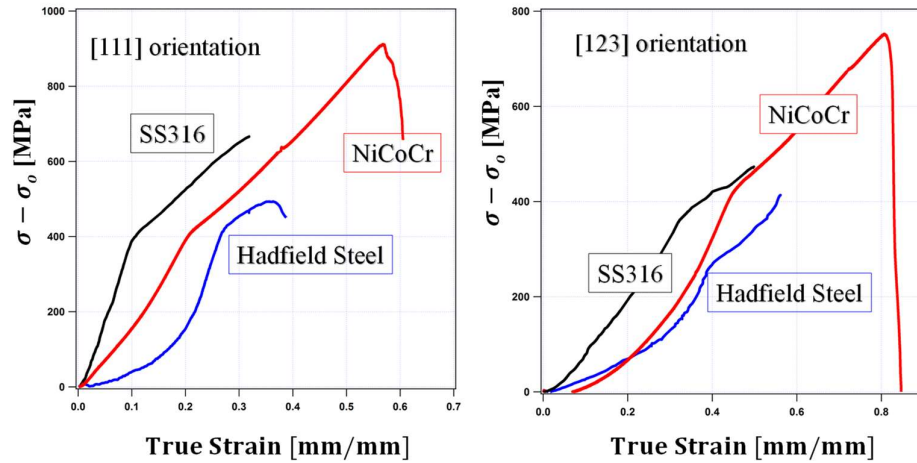 [111] orientation
SS316
NiCoCr
Hadfield Steel
σ − σₒ [MPa]
1000
800
600
400
200
0
0.0 0.1 0.2 0.3 0.4 0.5 0.6 0.7
True Strain [mm/mm]
[123] orientation
NiCoCr
SS316
Hadfield Steel
σ − σₒ [MPa]
800
600
400
200
0
0.0 0.2 0.4 0.6 0.8
True Strain [mm/mm]